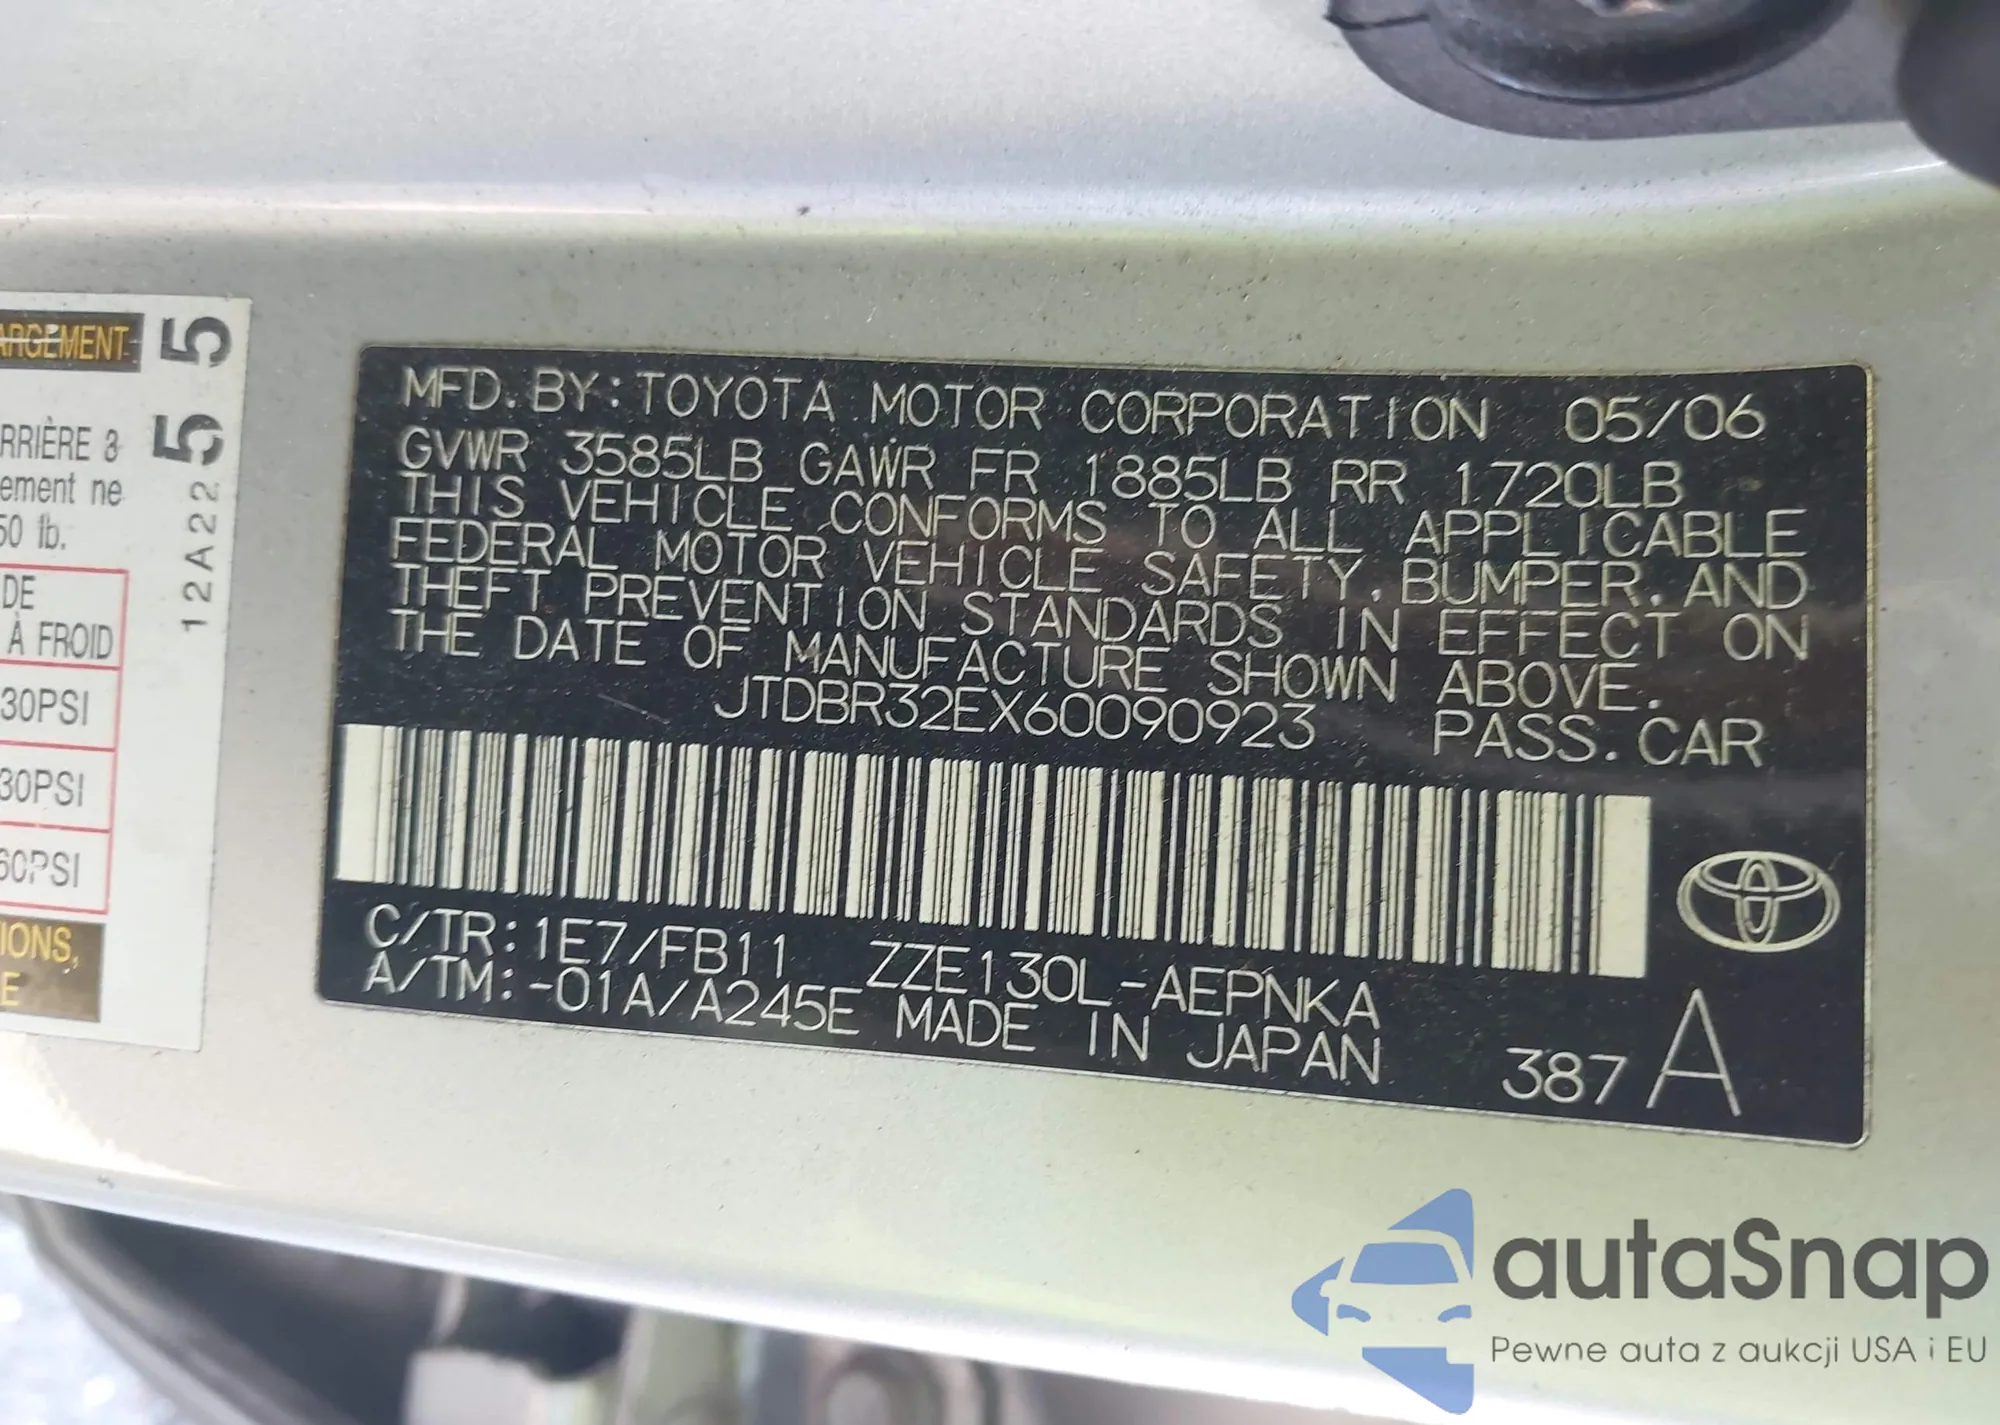 ARGEMENT
5 5
RRIÈRE 3
ement ne
50 lb.
12A22
DE
À FROID
30PSI
30PSI
60PSI
IONS,
E
MFD. BY: TOYOTA MOTOR CORPORATION 05/06
GVWR 3585LB GAWR FR 1885LB RR 1720LB
THIS VEHICLE CONFORMS TO ALL APPLICABLE
FEDERAL MOTOR VEHICLE SAFETY, BUMPER, AND
THEFT PREVENTION STANDARDS IN EFFECT ON
THE DATE OF MANUFACTURE SHOWN ABOVE.
JTDBR32EX60090923 PASS. CAR
C/TR: 1E7/FB11 ZZE130L-AEPNKA
A/TM: -01A/A245E MADE IN JAPAN
387 A
autaSnap
Pewne auta z aukcji USA i EU